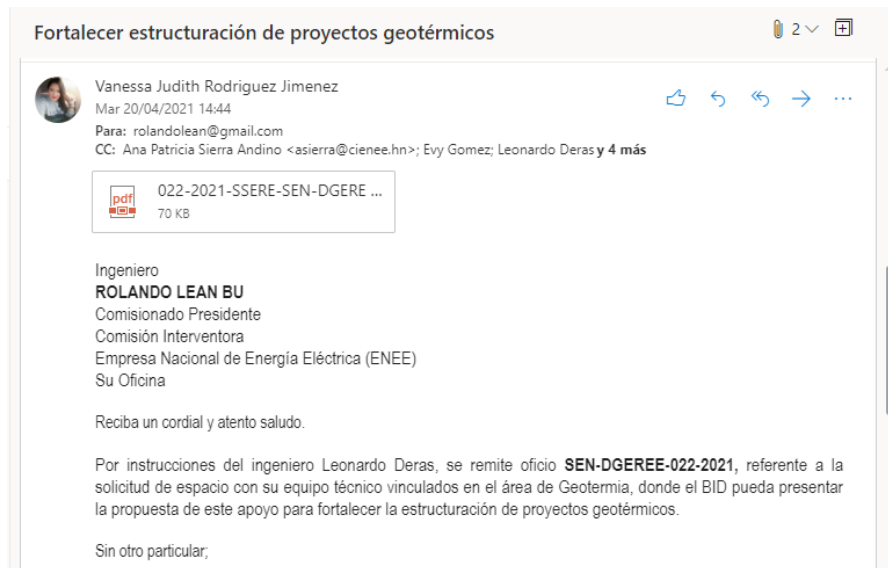 Fortalecer estructuración de proyectos geotérmicos
2
Vanessa Judith Rodriguez Jimenez
Mar 20/04/2021 14:44
Para: rolandolean@gmail.com
CC: Ana Patricia Sierra Andino <asierra@cienee.hn>; Evy Gomez; Leonardo Deras y 4 más
pdf
022-2021-SSERE-SEN-DGERE ...
70 KB
Ingeniero
ROLANDO LEAN BU
Comisionado Presidente
Comisión Interventora
Empresa Nacional de Energía Eléctrica (ENEE)
Su Oficina
Reciba un cordial y atento saludo.
Por instrucciones del ingeniero Leonardo Deras, se remite oficio SEN-DGEREE-022-2021, referente a la
solicitud de espacio con su equipo técnico vinculados en el área de Geotermia, donde el BID pueda presentar
la propuesta de este apoyo para fortalecer la estructuración de proyectos geotérmicos.
Sin otro particular;